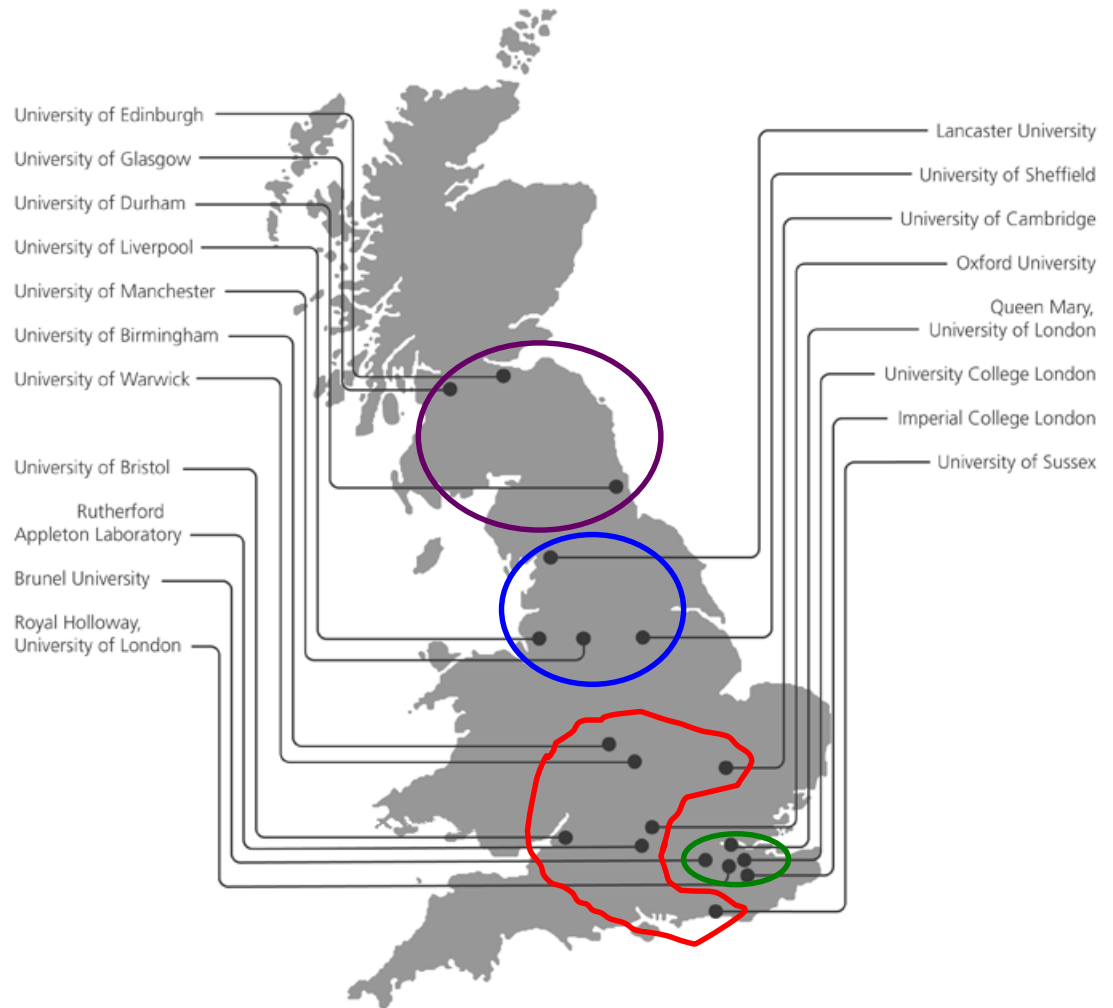 University of Edinburgh
University of Glasgow
University of Durham
University of Liverpool
University of Manchester
University of Birmingham
University of Warwick
University of Bristol
Rutherford
Appleton Laboratory
Brunel University
Royal Holloway,
University of London
Lancaster University
University of Sheffield
University of Cambridge
Oxford University
Queen Mary,
University of London
University College London
Imperial College London
University of Sussex